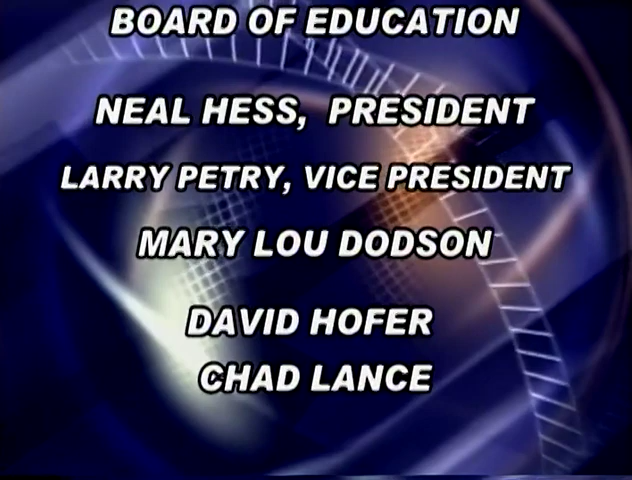 BOARD OF EDUCATION
NEAL HESS, PRESIDENT
LARRY PETRY, VICE PRESIDENT
MARY LOU DODSON
DAVID HOFER
CHAD LANCE